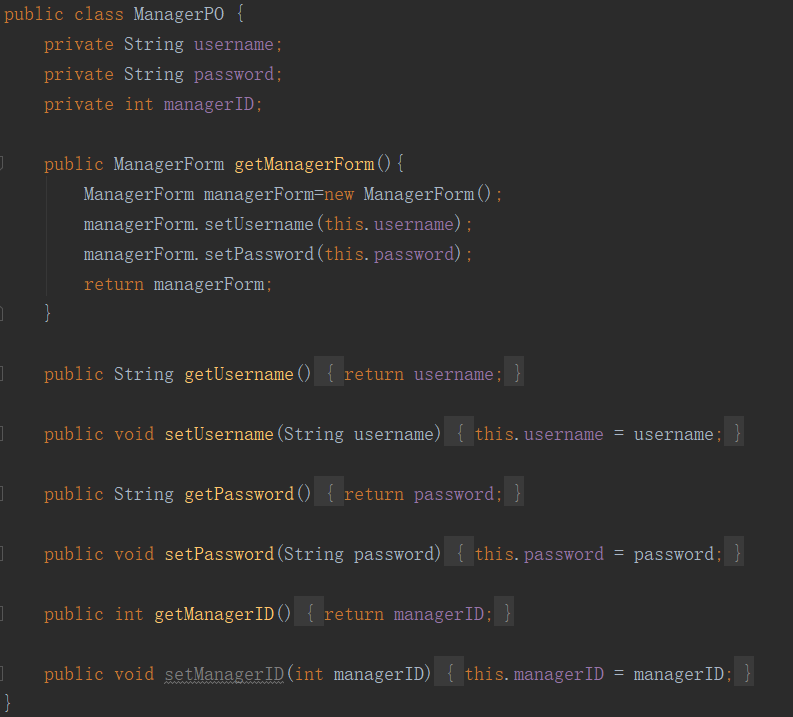 public class ManagerPO {
    private String username;
    private String password;
    private int managerID;
    public ManagerForm getManagerForm(){
        ManagerForm managerForm=new ManagerForm();
        managerForm.setUsername(this.username);
        managerForm.setPassword(this.password);
        return managerForm;
    }
    public String getUsername() { return username; }
    public void setUsername(String username) { this.username = username; }
    public String getPassword() { return password; }
    public void setPassword(String password) { this.password = password; }
    public int getManagerID() { return managerID; }
    public void setManagerID(int managerID) { this.managerID = managerID; }
}